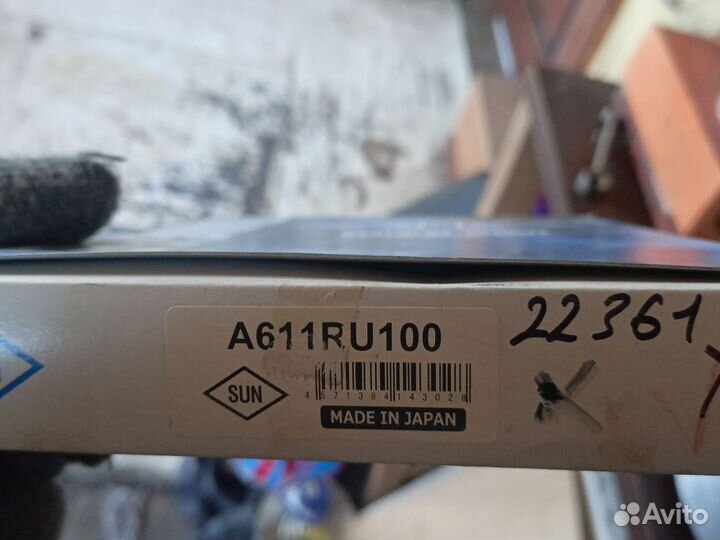 A611RU100
22361
SUN
4571384143028
MADE IN JAPAN
Avito